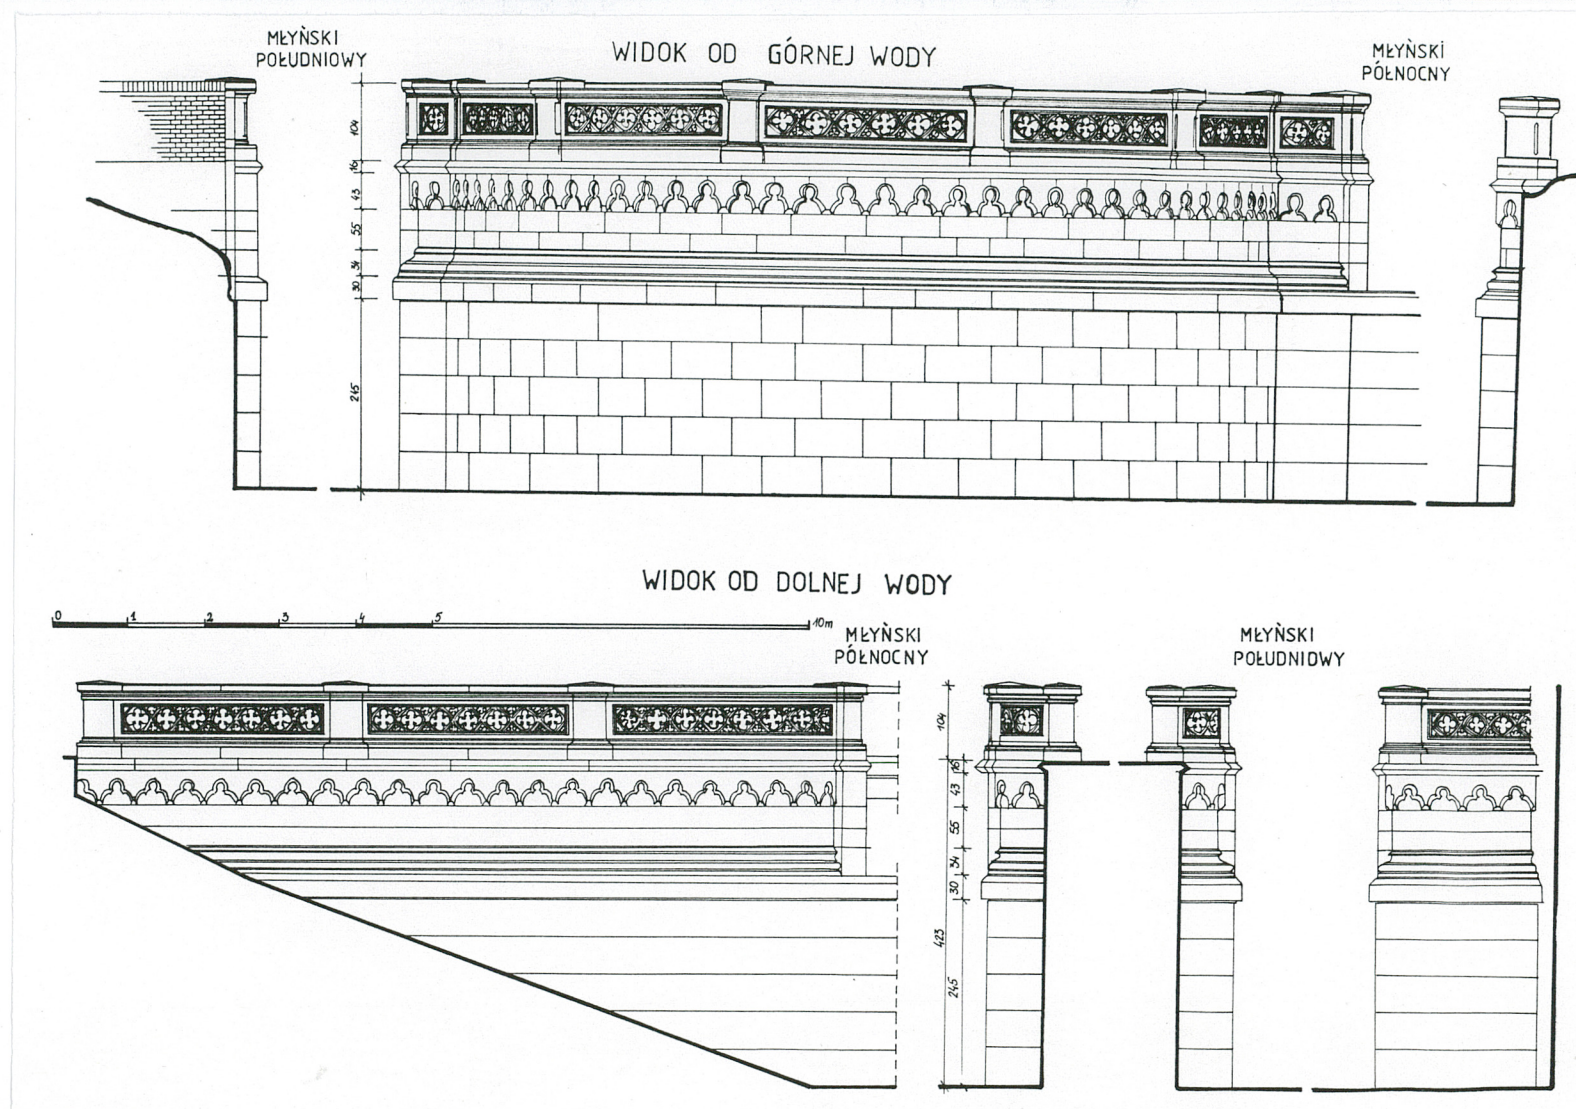 MŁYŃSKI
POŁUDNIOWY
WIDOK OD GÓRNEJ WODY
MŁYŃSKI
PÓŁNOCNY
104
16
43
55
34
30
245
WIDOK OD DOLNEJ WODY
0 1 2 3 4 5 10m
MŁYŃSKI
PÓŁNOCNY
MŁYŃSKI
POŁUDNIOWY
104
16
43
55
34
30
423
245